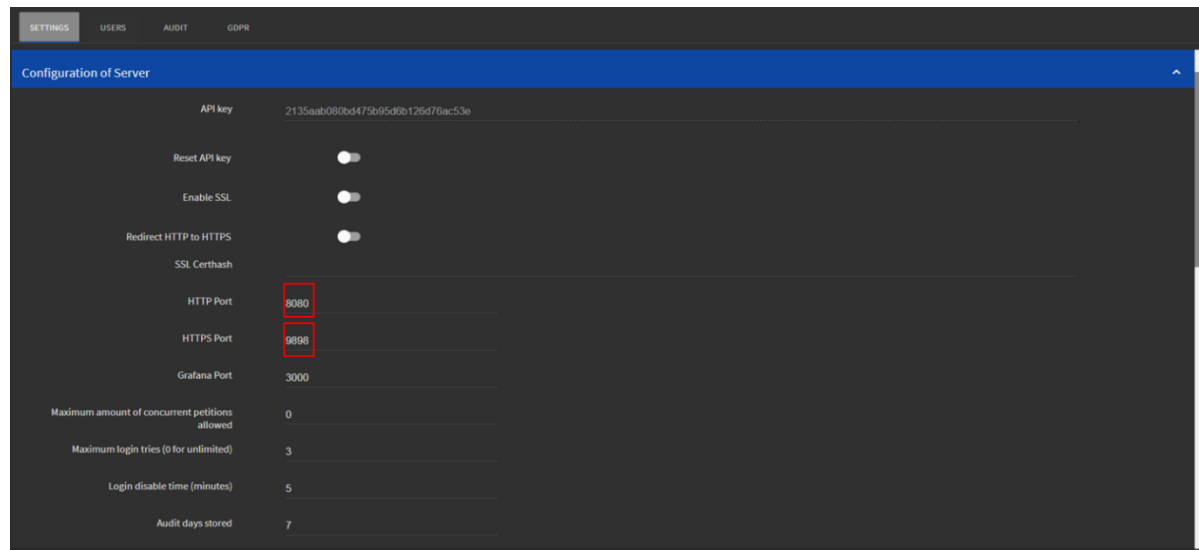 SETTINGS USERS AUDIT GDPR
Configuration of Server
API key 2135aab080bd475b95d6b126d76ac53e
Reset API key
Enable SSL
Redirect HTTP to HTTPS
SSL Certhash
HTTP Port 8080
HTTPS Port 9898
Grafana Port 3000
Maximum amount of concurrent petitions
allowed 0
Maximum login tries (0 for unlimited) 3
Login disable time (minutes) 5
Audit days stored 7